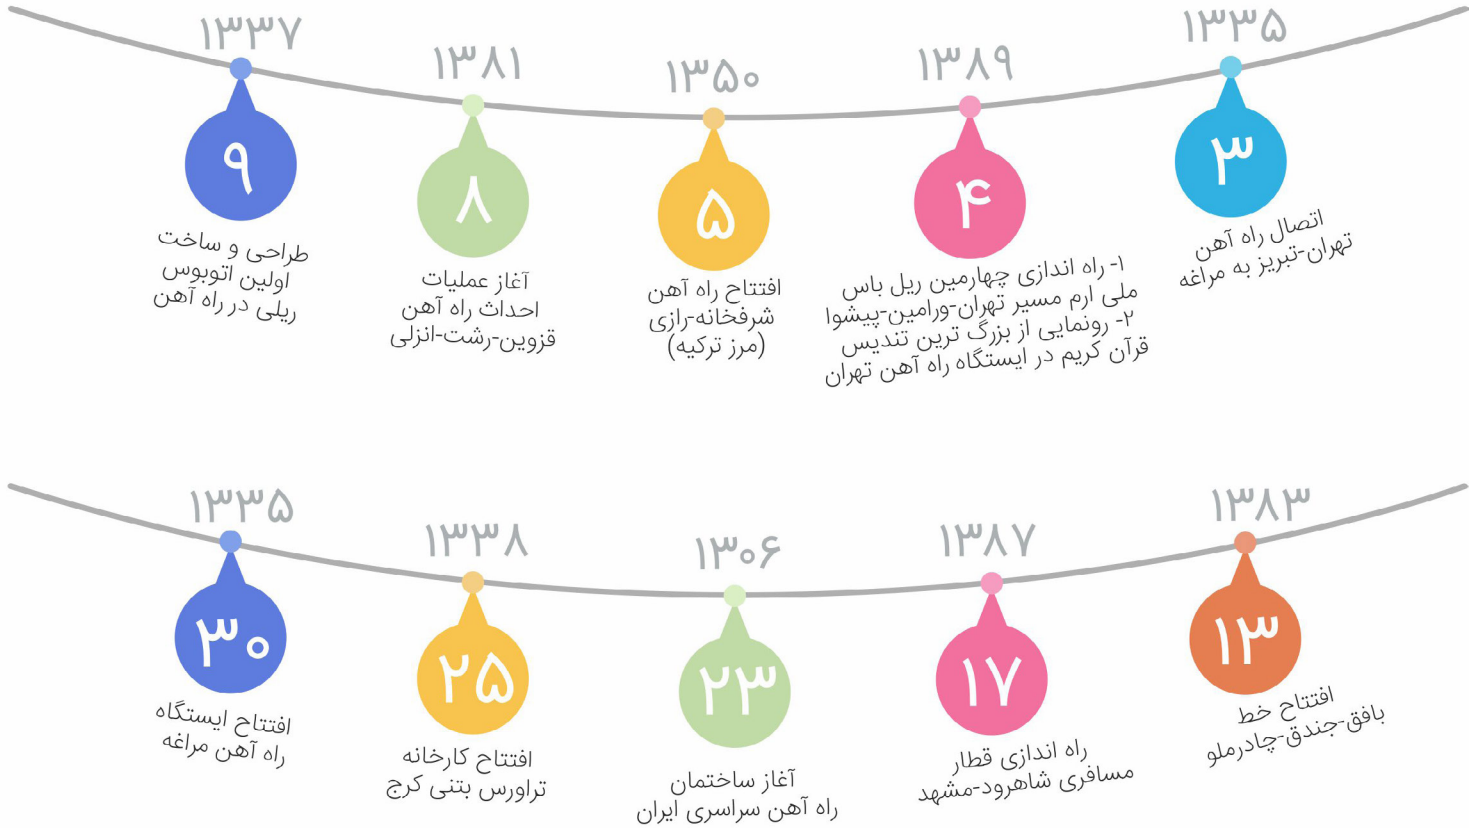 ۱۳۳۵
۳
اتصال راه آهن
تهران-تبریز به مراغه
۱۳۸۹
۴
۱- راه اندازی چهارمین ریل باس
ملی ارم مسیر تهران-ورامین-پیشوا
۲- رونمایی از بزرگ ترین تندیس
قرآن کریم در ایستگاه راه آهن تهران
۱۳۵۰
۵
افتتاح راه آهن
شرفخانه-رازی
(مرز ترکیه)
۱۳۸۱
۸
آغاز عملیات
احداث راه آهن
قزوین-رشت-انزلی
۱۳۳۷
۹
طراحی و ساخت
اولین اتوبوس
ریلی در راه آهن
۱۳۸۳
۱۳
افتتاح خط
بافق-جندق-چادرملو
۱۳۸۷
۱۷
راه اندازی قطار
مسافری شاهرود-مشهد
۱۳۰۶
۲۳
آغاز ساختمان
راه آهن سراسری ایران
۱۳۳۸
۲۵
افتتاح کارخانه
تراورس بتنی کرج
۱۳۳۵
۳۰
افتتاح ایستگاه
راه آهن مراغه